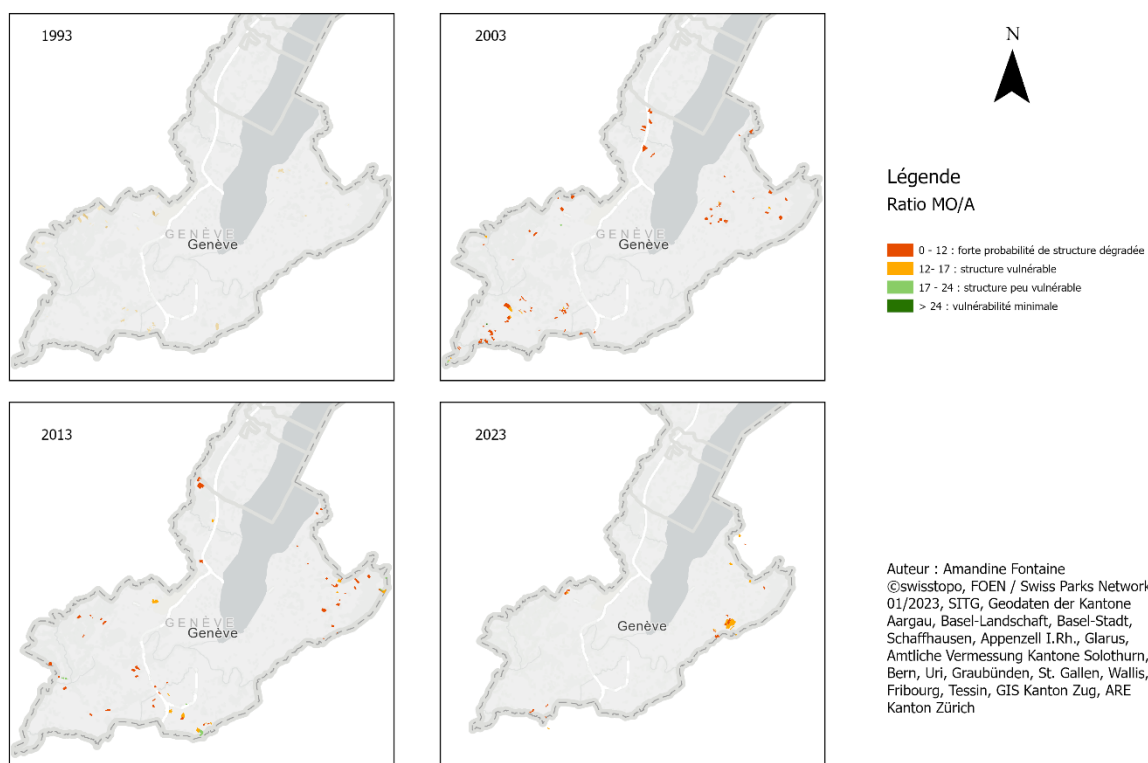 1993
GENÈVE
Genève
2003
GENÈVE
Genève
N
Légende
Ratio MO/A
0 - 12 : forte probabilité de structure dégradée
12- 17 : structure vulnérable
17 - 24 : structure peu vulnérable
> 24 : vulnérabilité minimale
2013
GENÈVE
Genève
2023
Genève
Auteur : Amandine Fontaine
©swisstopo, FOEN / Swiss Parks Network
01/2023, SITG, Geodaten der Kantone
Aargau, Basel-Landschaft, Basel-Stadt,
Schaffhausen, Appenzell I.Rh., Glarus,
Amtliche Vermessung Kantone Solothurn,
Bern, Uri, Graubünden, St. Gallen, Wallis,
Fribourg, Tessin, GIS Kanton Zug, ARE
Kanton Zürich